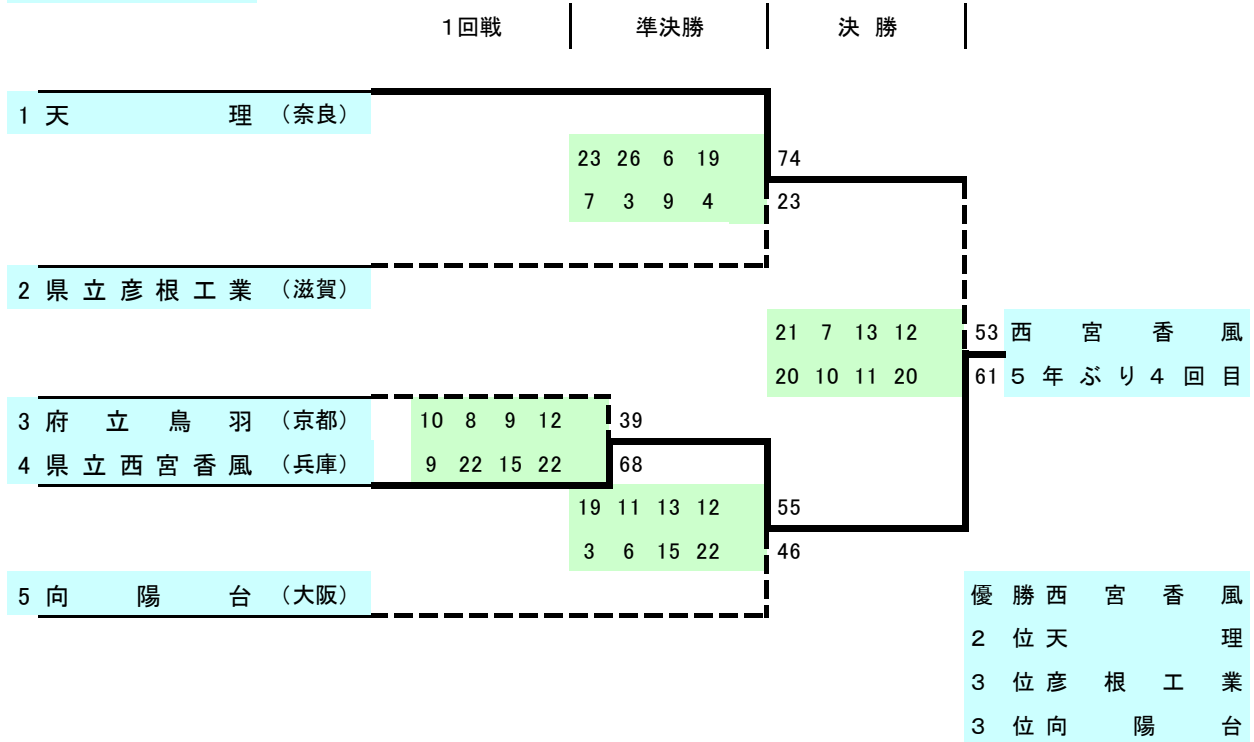 1回戦 準決勝 決 勝
1 天 理 (奈良)
23 26 6 19 74
7 3 9 4 23
2 県立彦根工業 (滋賀)
21 7 13 12 53 西宮香風
20 10 11 20 61 5年ぶり4回目
3 府立鳥羽 (京都) 10 8 9 12 39
4 県立西宮香風 (兵庫) 9 22 15 22 68
19 11 13 12 55
3 6 15 22 46
5 向陽台 (大阪)
優勝 西宮香風
2位 天理
3位 彦根工業
3位 向陽台